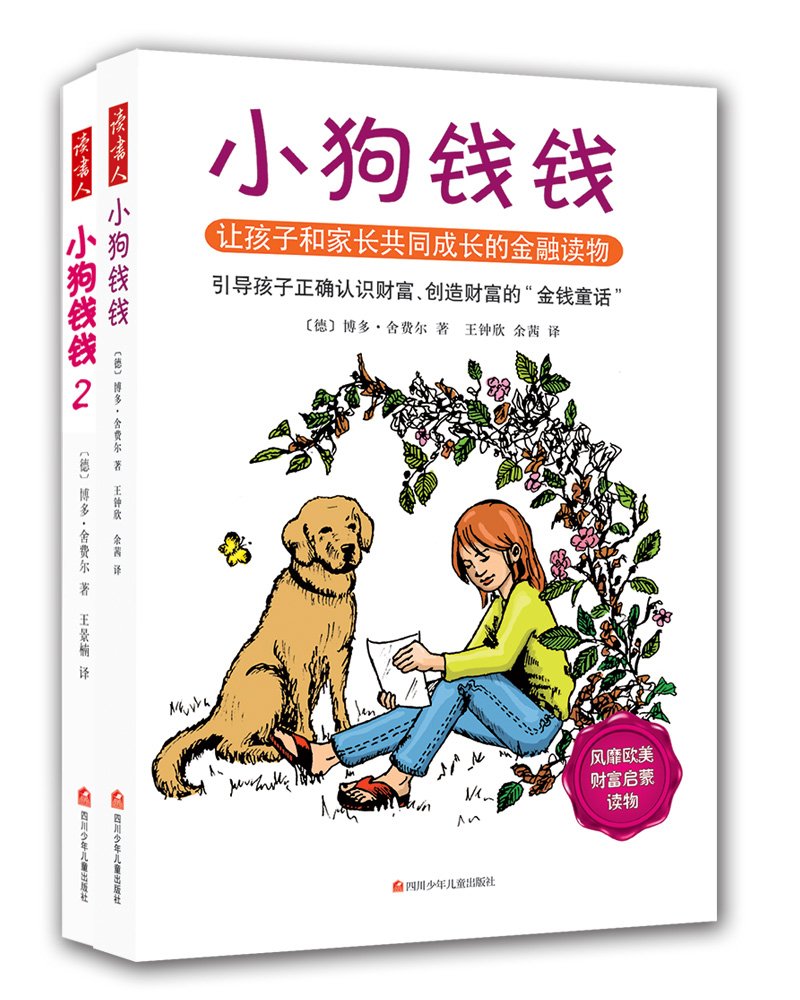 小狗钱钱
让孩子和家长共同成长的金融读物
引导孩子正确认识财富、创造财富的“金钱童话”
〔德〕博多·舍费尔 著 王钟欣 余茜 译
风靡欧美
财富启蒙
读物
四川少年儿童出版社
读书人
小狗钱钱
〔德〕博多·舍费尔 著 王钟欣 余茜 译
四川少年儿童出版社
读书人
小狗钱钱 2
〔德〕博多·舍费尔 著 王景楠 译
四川少年儿童出版社